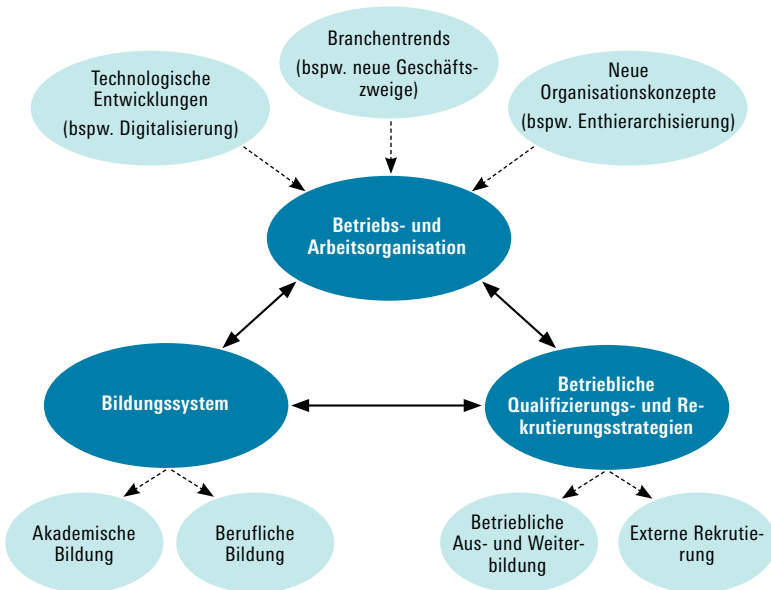 Technologische
Entwicklungen
(bspw. Digitalisierung)
Branchentrends
(bspw. neue Geschäfts-
zweige)
Neue
Organisationskonzepte
(bspw. Enthierarchisierung)
Betriebs- und
Arbeitsorganisation
Bildungssystem
Betriebliche
Qualifizierungs- und Re-
krutierungsstrategien
Akademische
Bildung
Berufliche
Bildung
Betriebliche
Aus- und Weiter-
bildung
Externe Rekrutie-
rung